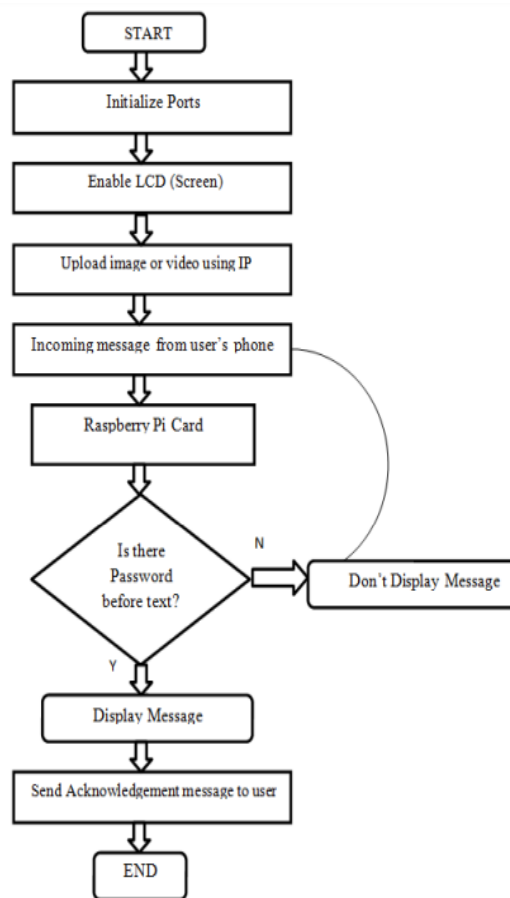 START
Initialize Ports
Enable LCD (Screen)
Upload image or video using IP
Incoming message from user's phone
Raspberry Pi Card
Is there
Password
before text?
N
Don`t Display Message
Y
Display Message
Send Acknowledgement message to user
END